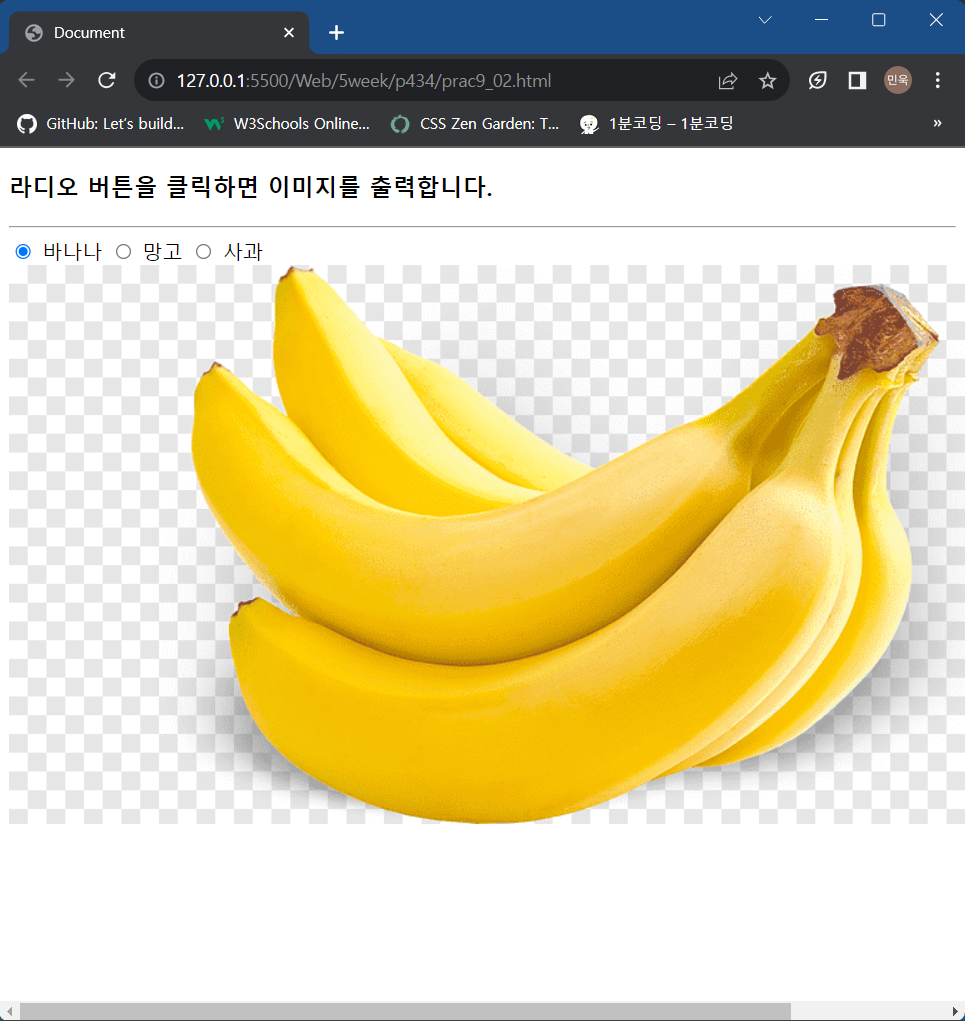 Document
127.0.0.1:5500/Web/5week/p434/prac9_02.html
민욱
GitHub: Let's build... W3Schools Online... CSS Zen Garden: T... 1분코딩 – 1분코딩 »
라디오 버튼을 클릭하면 이미지를 출력합니다.
바나나 망고 사과